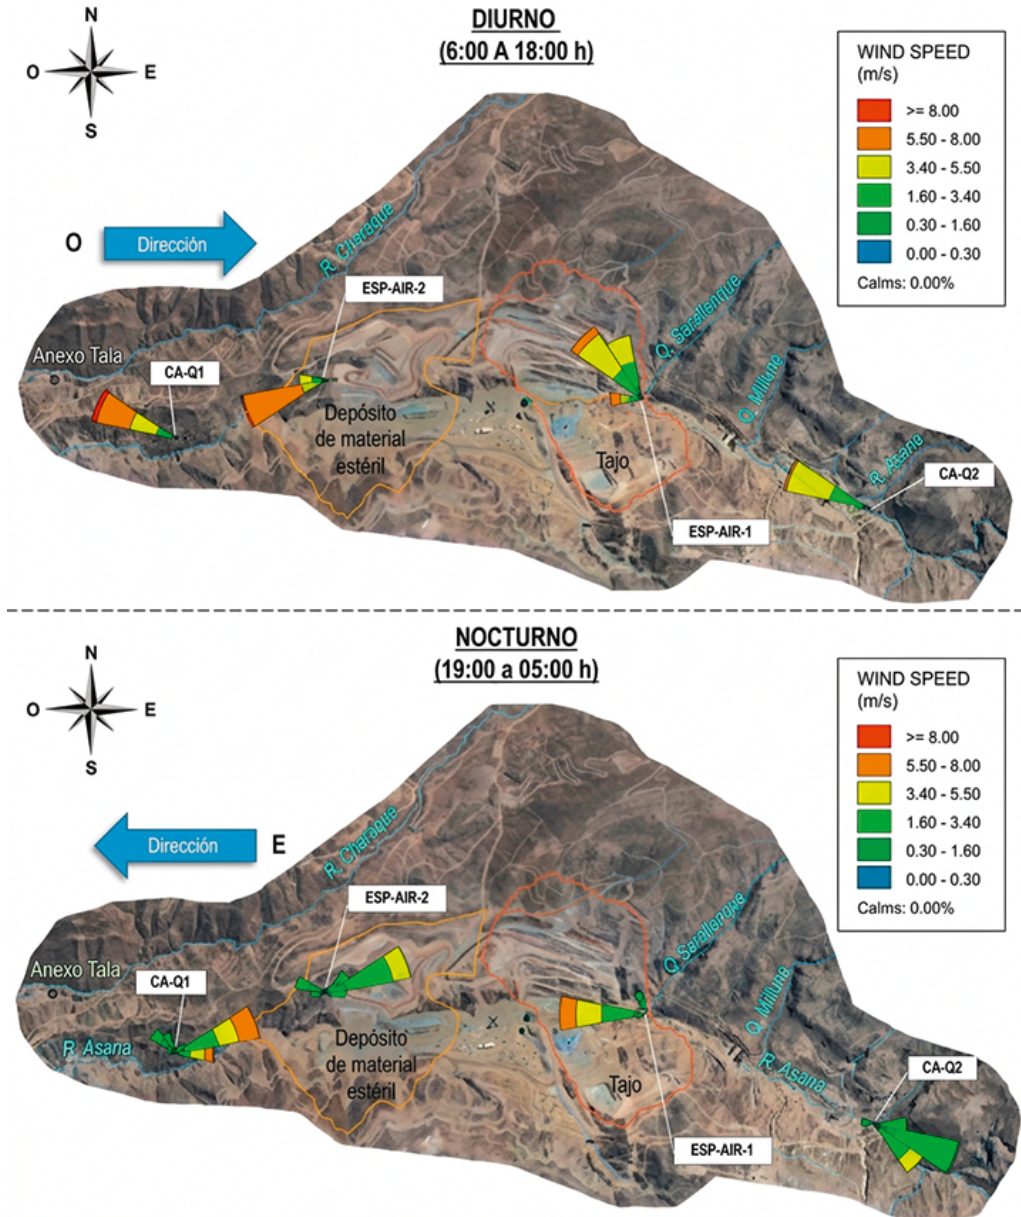 DIURNO
(6:00 A 18:00 h)
N
O
E
S
WIND SPEED
(m/s)
>= 8.00
5.50 - 8.00
3.40 - 5.50
1.60 - 3.40
0.30 - 1.60
0.00 - 0.30
Calms: 0.00%
O
Dirección
R. Charaque
ESP-AIR-2
Anexo Tala
CA-Q1
Q. Sarallenque
Q. Millune
Depósito
de material
estéril
Tajo
R. Asane
CA-Q2
ESP-AIR-1
NOCTURNO
(19:00 a 05:00 h)
N
O
E
S
WIND SPEED
(m/s)
>= 8.00
5.50 - 8.00
3.40 - 5.50
1.60 - 3.40
0.30 - 1.60
0.00 - 0.30
Calms: 0.00%
Dirección
E
R. Charaque
ESP-AIR-2
Anexo Tala
CA-Q1
Q. Sarallenque
Q. Millune
R. Asana
Depósito
de material
estéril
Tajo
R. Asana
CA-Q2
ESP-AIR-1